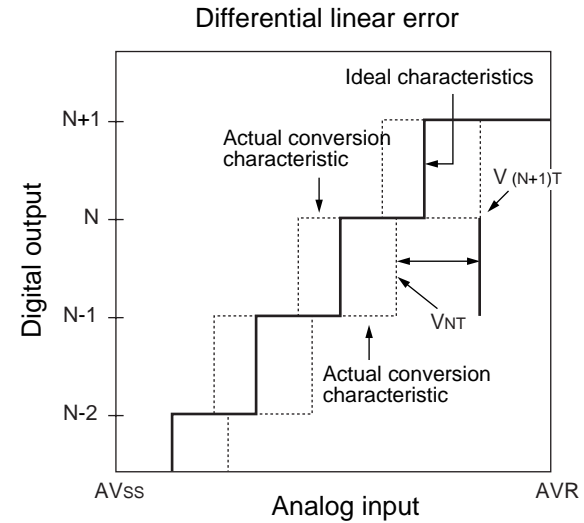 Differential linear error
Ideal characteristics
N+1
Actual conversion
characteristic
V (N+1)T
N
Digital output
N-1
VNT
Actual conversion
characteristic
N-2
AVss
AVR
Analog input